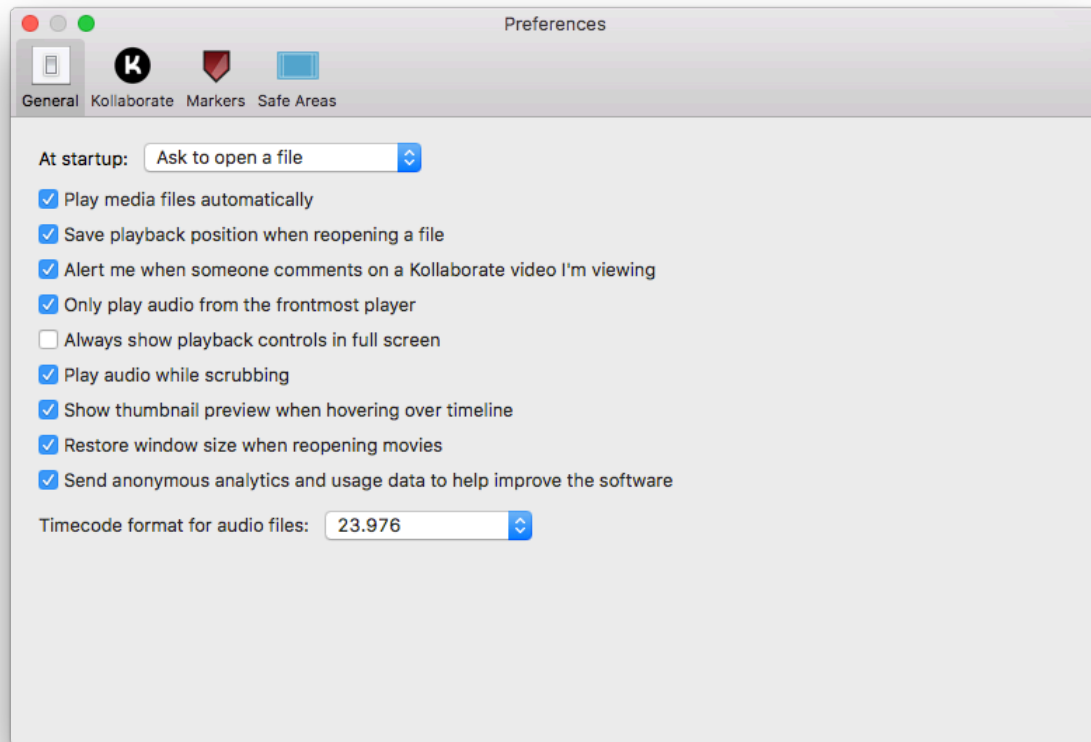 Preferences
K
General Kollaborate Markers Safe Areas
At startup: Ask to open a file
Play media files automatically
Save playback position when reopening a file
Alert me when someone comments on a Kollaborate video I'm viewing
Only play audio from the frontmost player
Always show playback controls in full screen
Play audio while scrubbing
Show thumbnail preview when hovering over timeline
Restore window size when reopening movies
Send anonymous analytics and usage data to help improve the software
Timecode format for audio files: 23.976